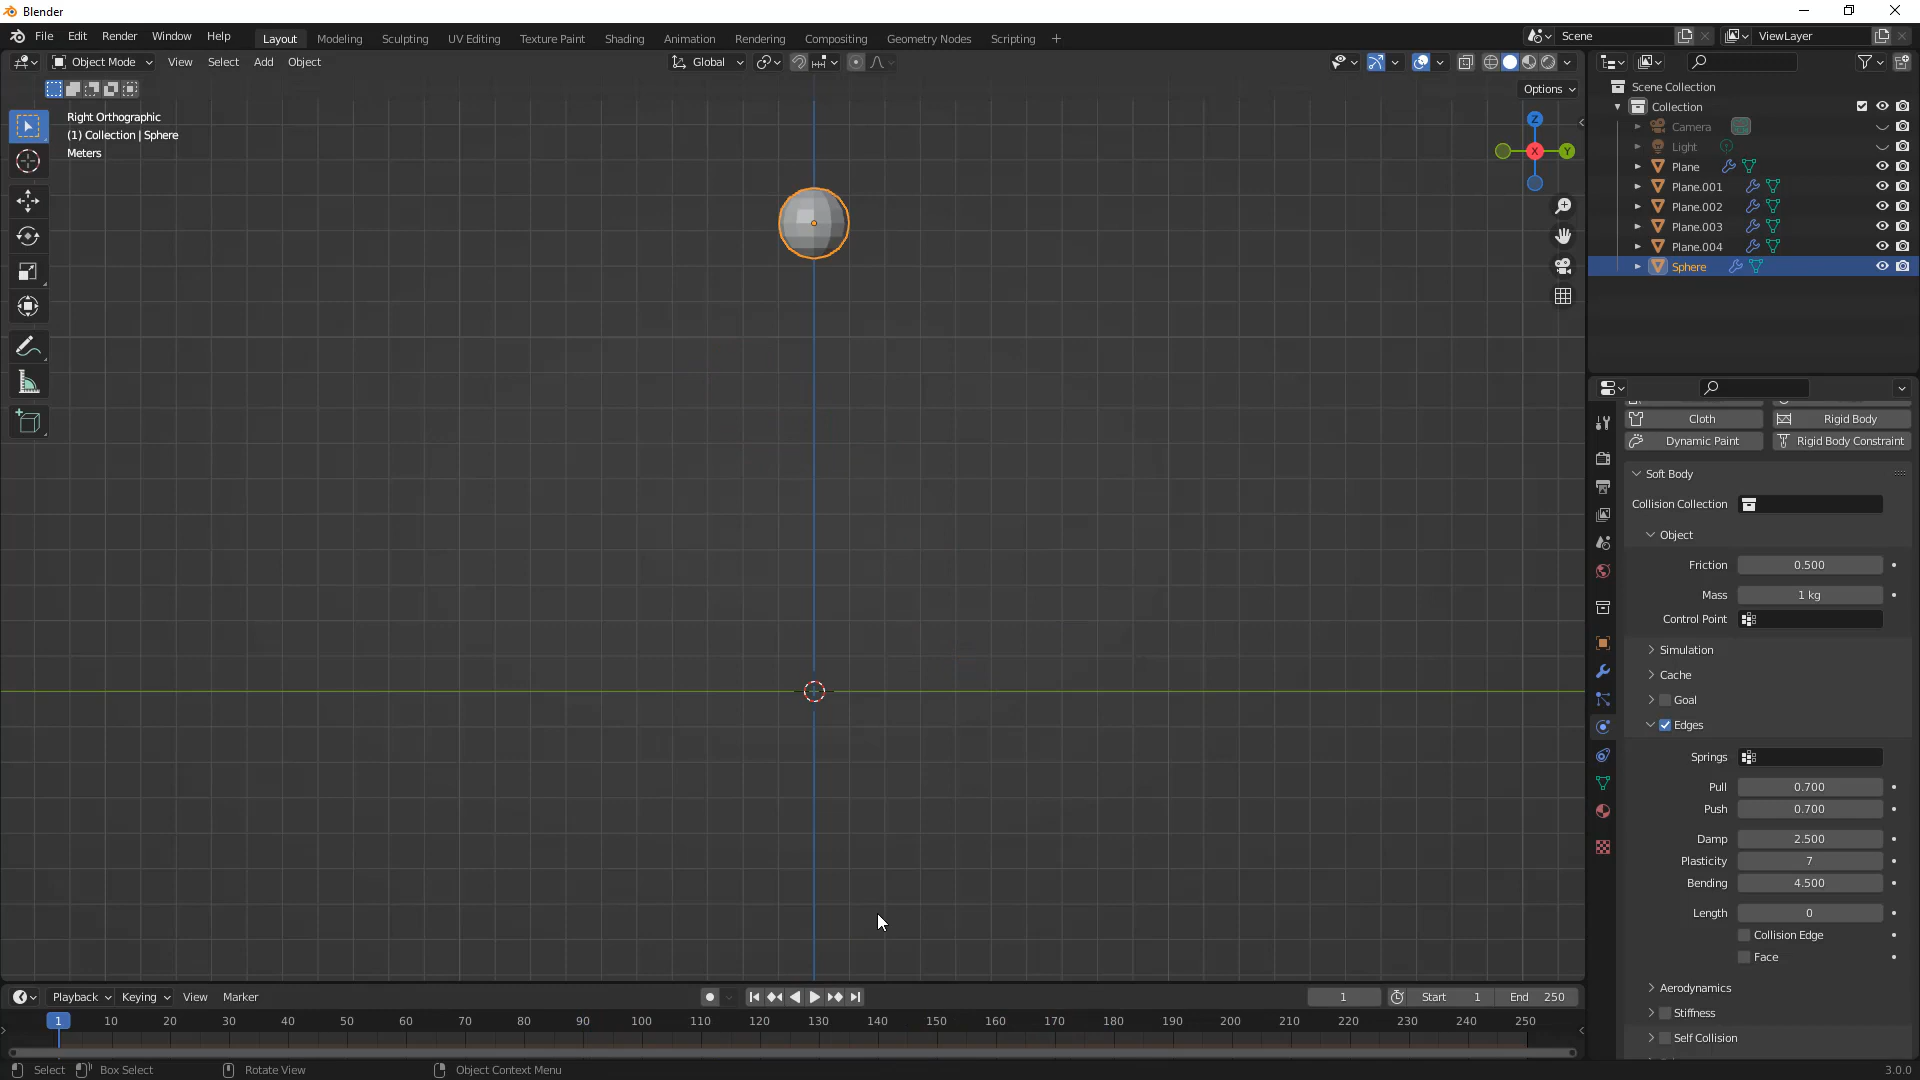 Blender
File Edit Render Window Help
Layout Modeling Sculpting UV Editing Texture Paint Shading Animation Rendering Compositing Geometry Nodes Scripting +
Scene
ViewLayer
Object Mode View Select Add Object
Global
Options
Right Orthographic
(1) Collection | Sphere
Meters
Z
X
Y
Scene Collection
Collection
Camera
Light
Plane
Plane.001
Plane.002
Plane.003
Plane.004
Sphere
Cloth Rigid Body
Dynamic Paint Rigid Body Constraint
Soft Body
Collision Collection
Object
Friction 0.500
Mass 1 kg
Control Point
Simulation
Cache
Goal
Edges
Springs
Pull 0.700
Push 0.700
Damp 2.500
Plasticity 7
Bending 4.500
Length 0
Collision Edge
Face
Aerodynamics
Stiffness
Self Collision
Playback Keying View Marker
1 Start 1 End 250
1 10 20 30 40 50 60 70 80 90 100 110 120 130 140 150 160 170 180 190 200 210 220 230 240 250
Select Box Select Rotate View Object Context Menu
3.0.0